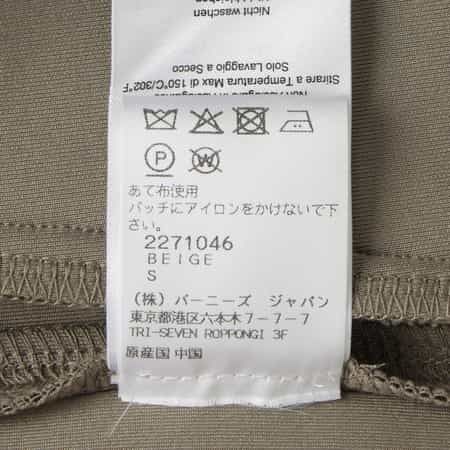 Nicht waschen
Solo Lavaggio a Secco
Stirare a Temperatura Max di 150°C/302°F
P
W
あて布使用
パッチにアイロンをかけないで下
さい。
2271046
BEIGE
S
(株) バーニーズ ジャパン
東京都港区六本木7-7-7
TRI-SEVEN ROPPONGI 3F
原産国 中国